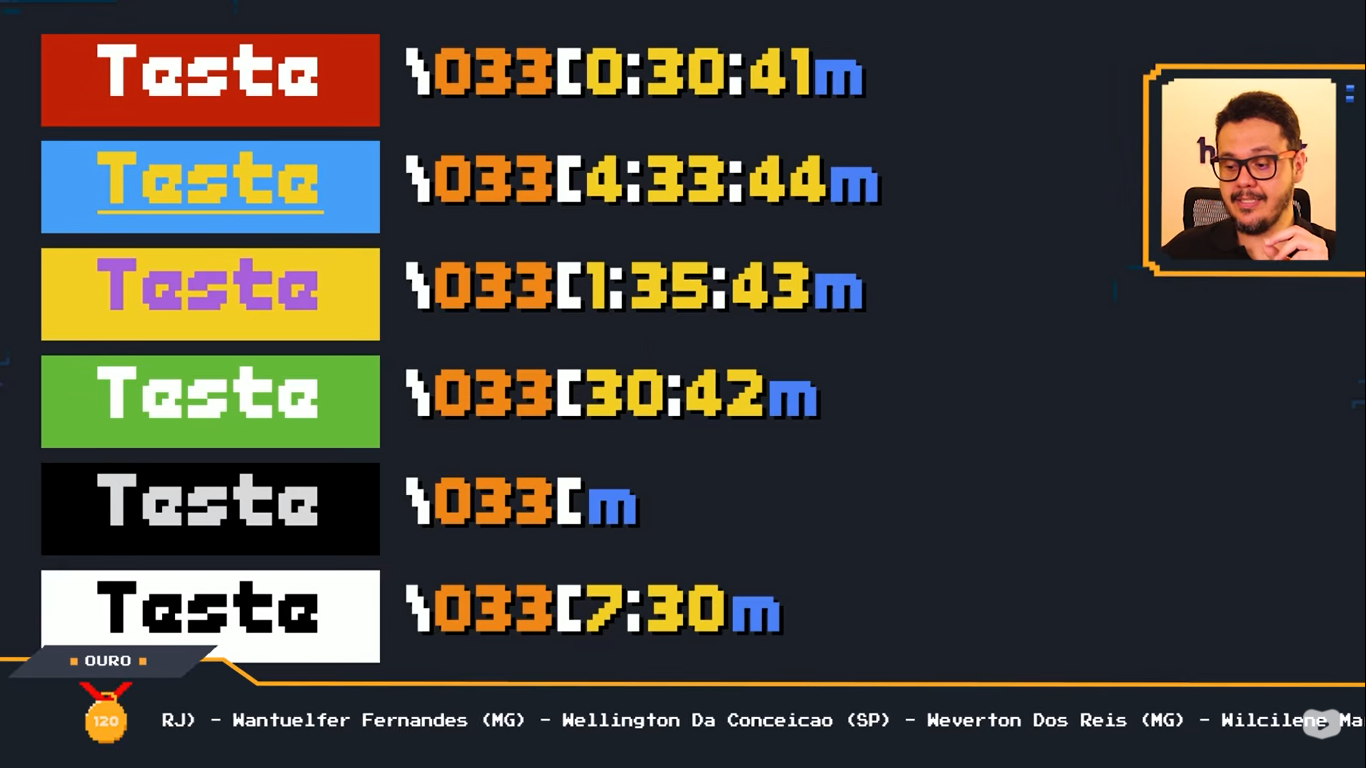 Teste \033[0:30:41m
Teste \033[4:33:44m
Teste \033[1:35:43m
Teste \033[30:42m
Teste \033[m
Teste \033[7:30m
OURO
120 RJ) - Wantuelfer Fernandes (MG) - Wellington Da Conceicao (SP) - Weverton Dos Reis (MG) - Wilcilene Ma